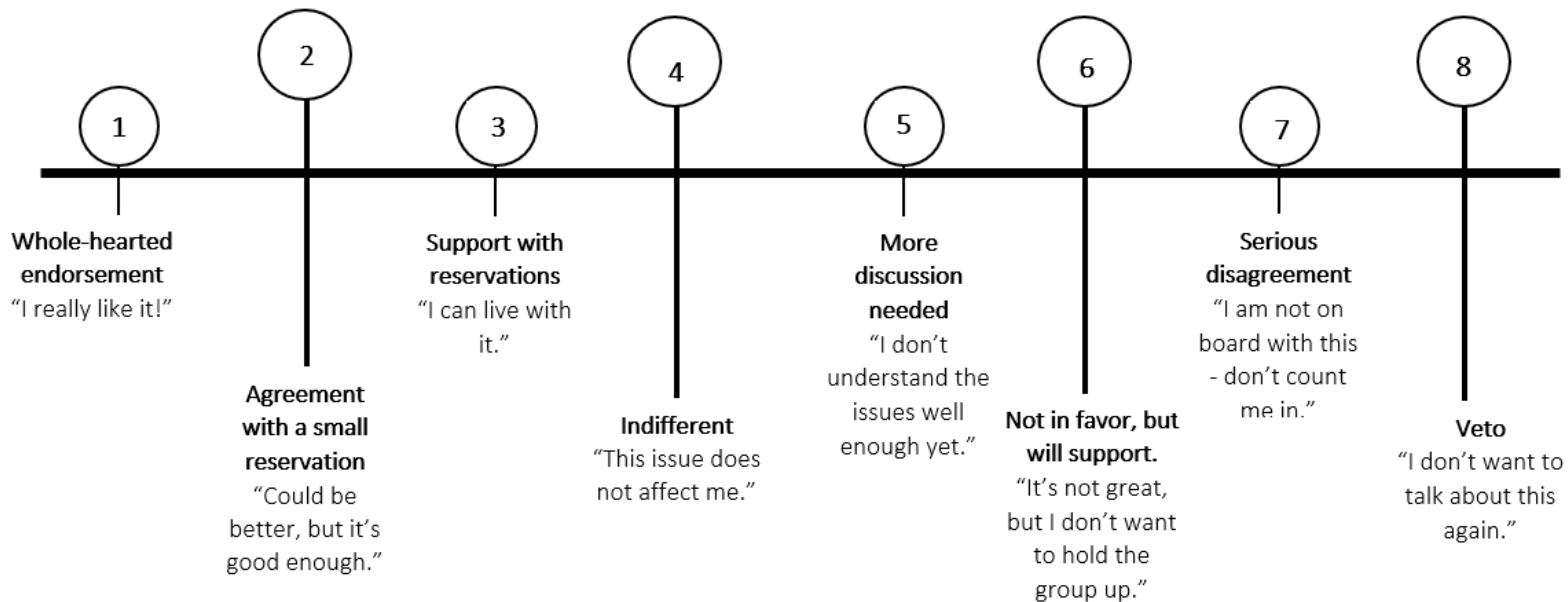 1
Whole-hearted
endorsement
“I really like it!”
2
Agreement
with a small
reservation
“Could be
better, but it’s
good enough.”
3
Support with
reservations
“I can live with
it.”
4
Indifferent
“This issue does
not affect me.”
5
More
discussion
needed
“I don’t
understand the
issues well
enough yet.”
6
Not in favor, but
will support.
“It’s not great,
but I don’t want
to hold the
group up.”
7
Serious
disagreement
“I am not on
board with this
- don’t count
me in.”
8
Veto
“I don’t want to
talk about this
again.”